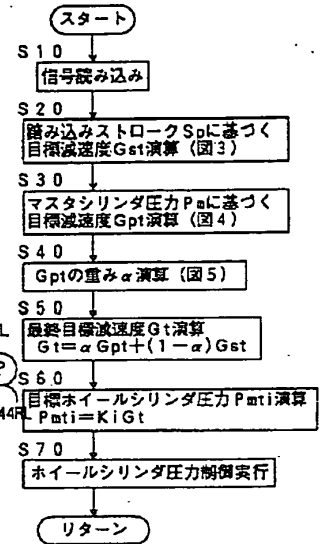 スタート
S10
信号読み込み
S20
踏み込みストロークSpに基づく
目標減速度Gst演算（図3）
S30
マスタシリンダ圧力Pmに基づく
目標減速度Gpt演算（図4）
S40
Gptの重みα演算（図5）
S50
最終目標減速度Gt演算
Gt=αGpt+(1-α)Gst
S60
目標ホイールシリンダ圧力Pmti演算
Pmti=KiGt
S70
ホイールシリンダ圧力制御実行
リターン
L
P
44RL